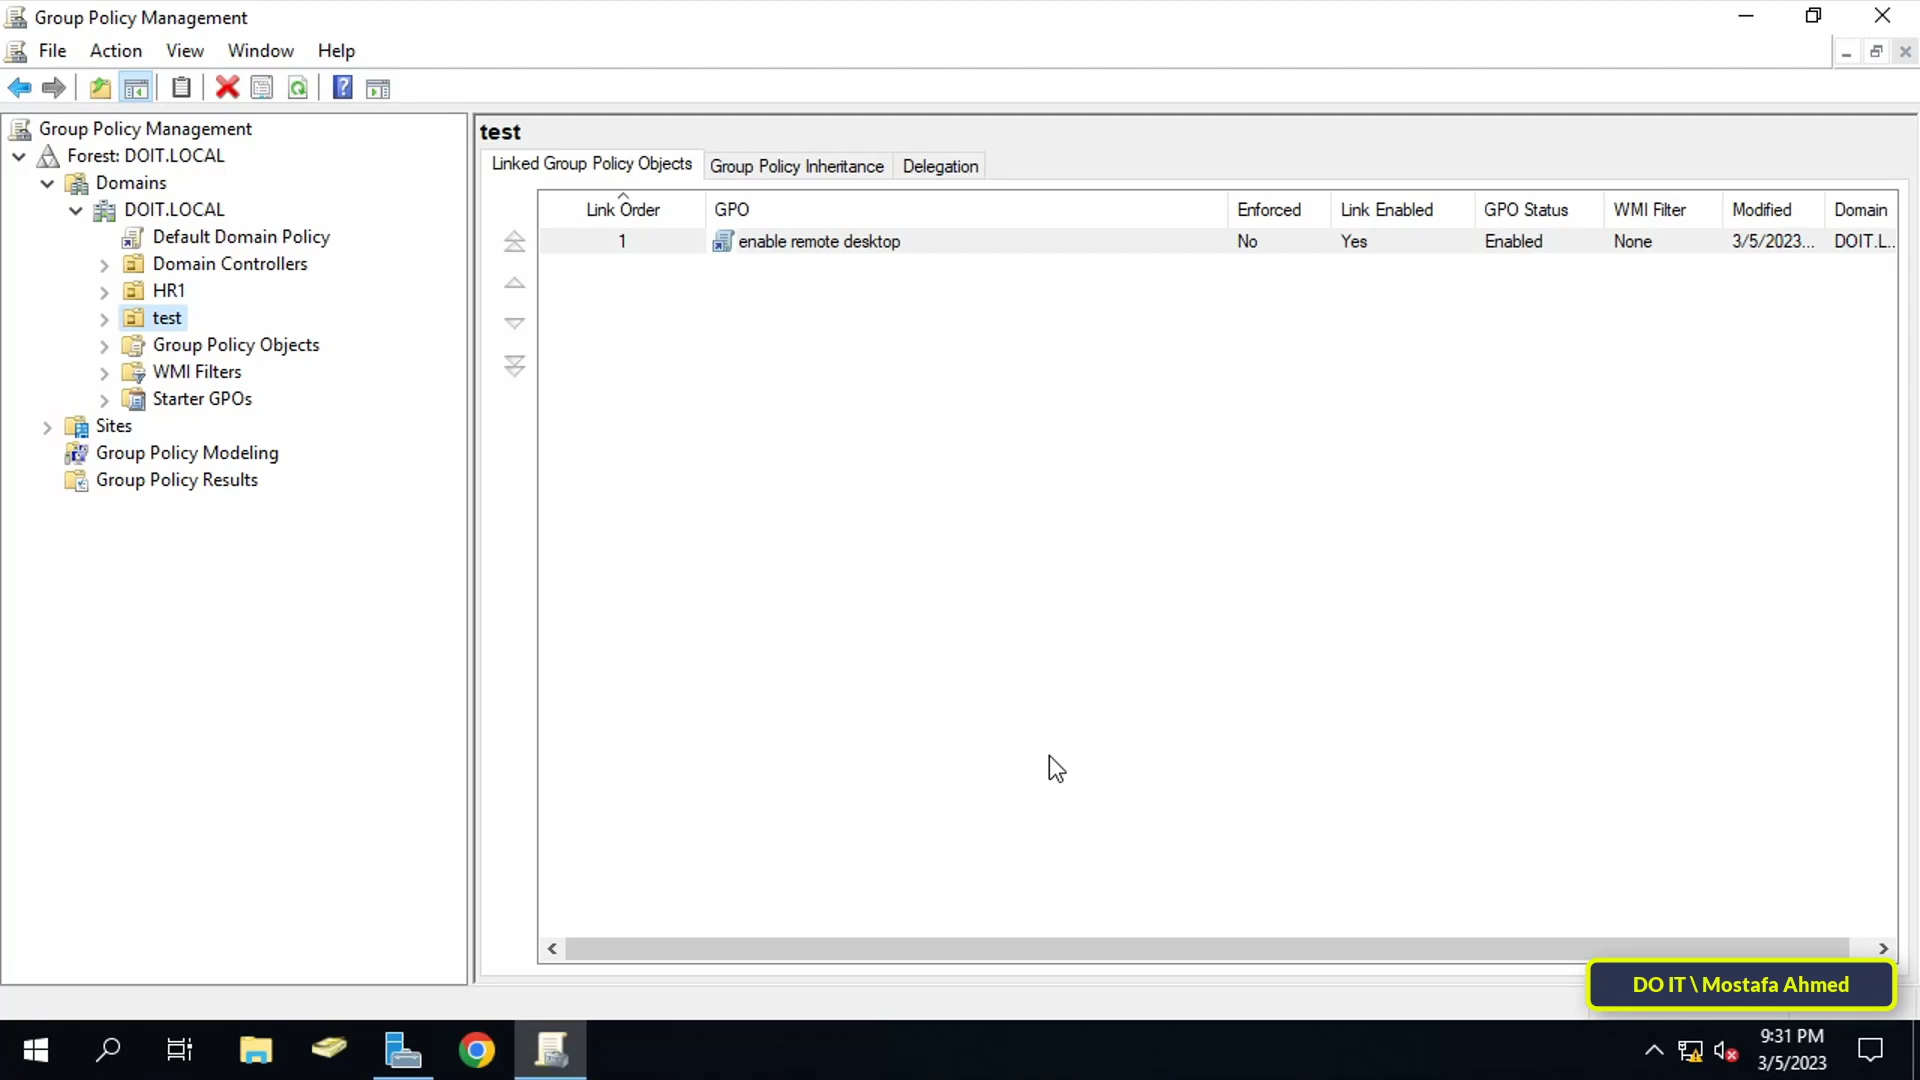 Group Policy Management
File Action View Window Help
Group Policy Management
Forest: DOIT.LOCAL
Domains
DOIT.LOCAL
Default Domain Policy
Domain Controllers
HR1
test
Group Policy Objects
WMI Filters
Starter GPOs
Sites
Group Policy Modeling
Group Policy Results
test
Linked Group Policy Objects Group Policy Inheritance Delegation
Link Order GPO Enforced Link Enabled GPO Status WMI Filter Modified Domain
1 enable remote desktop No Yes Enabled None 3/5/2023... DOIT.L...
DO IT \ Mostafa Ahmed
9:31 PM
3/5/2023